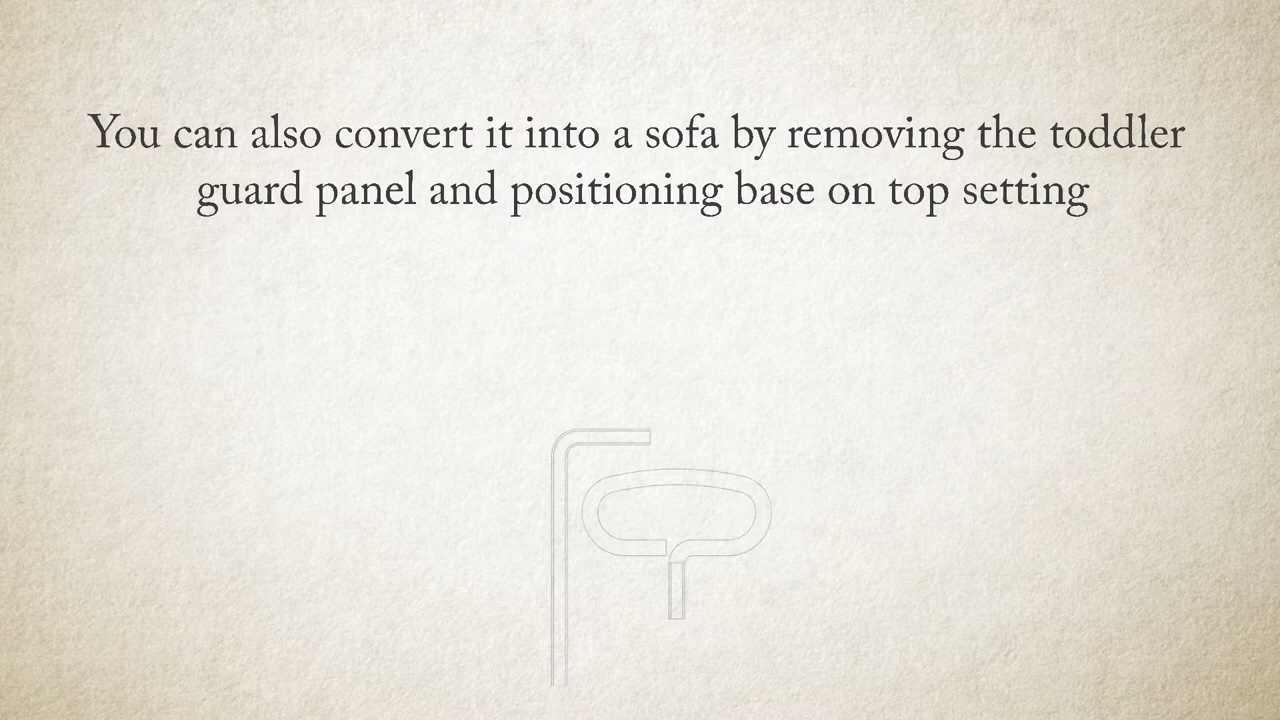 You can also convert it into a sofa by removing the toddler
guard panel and positioning base on top setting